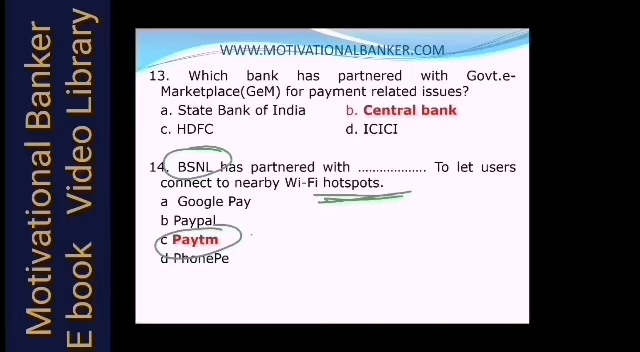 Motivational Banker
E book Video Library
WWW.MOTIVATIONALBANKER.COM
13. Which bank has partnered with Govt.e-
Marketplace(GeM) for payment related issues?
a. State Bank of India b. Central bank
c. HDFC d. ICICI
14. BSNL has partnered with .................. To let users
connect to nearby Wi-Fi hotspots.
a Google Pay
b Paypal
c Paytm
d PhonePe